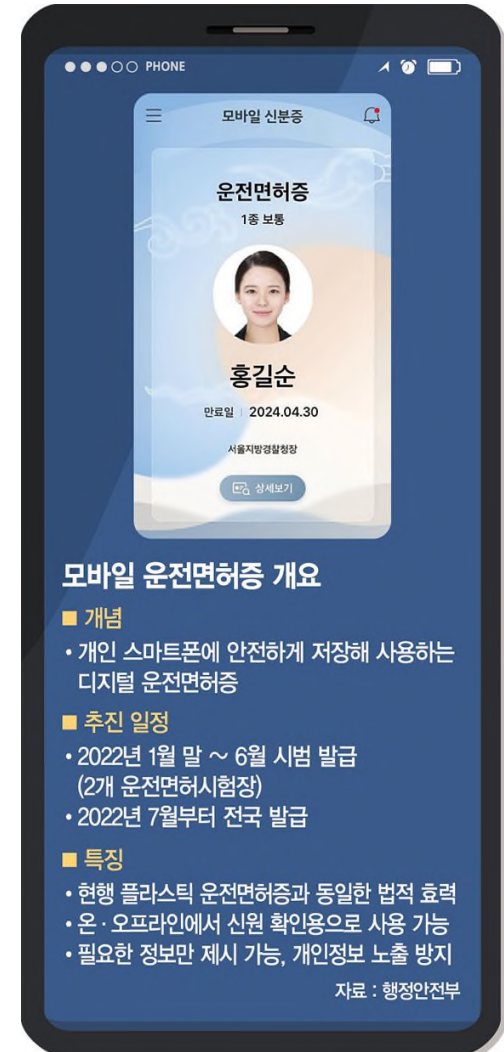 PHONE
모바일 신분증
운전면허증
1종 보통
홍길순
만료일 | 2024.04.30
서울지방경찰청장
상세보기
모바일 운전면허증 개요
■ 개념
• 개인 스마트폰에 안전하게 저장해 사용하는
디지털 운전면허증
■ 추진 일정
• 2022년 1월 말 ～ 6월 시범 발급
(2개 운전면허시험장)
• 2022년 7월부터 전국 발급
■ 특징
• 현행 플라스틱 운전면허증과 동일한 법적 효력
• 온·오프라인에서 신원 확인용으로 사용 가능
• 필요한 정보만 제시 가능, 개인정보 노출 방지
자료 : 행정안전부